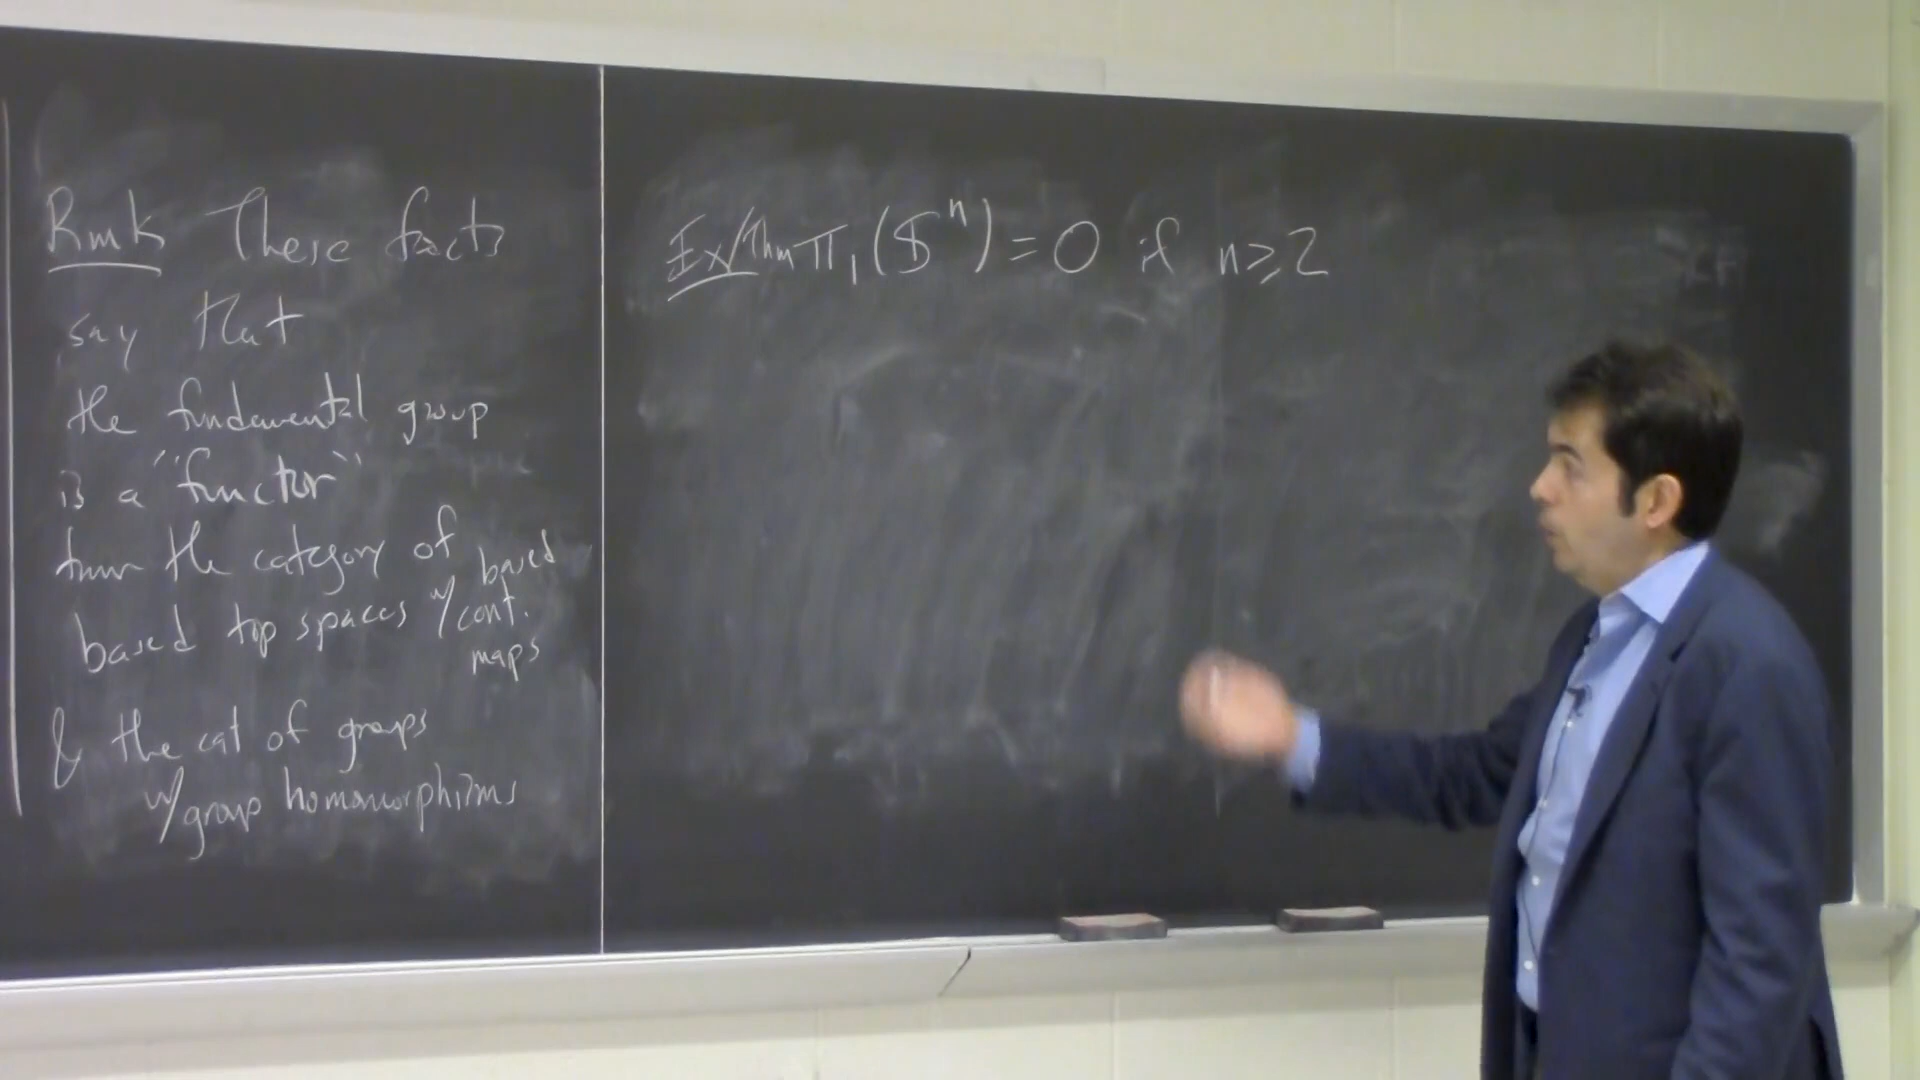 Rmk These facts
say that
the fundamental group
is a "functor"
from the category of
based top spaces w/ based cont. maps
& the cat of groups
w/ group homomorphisms
Ex/Thm π₁(Sⁿ) = 0 if n ≥ 2